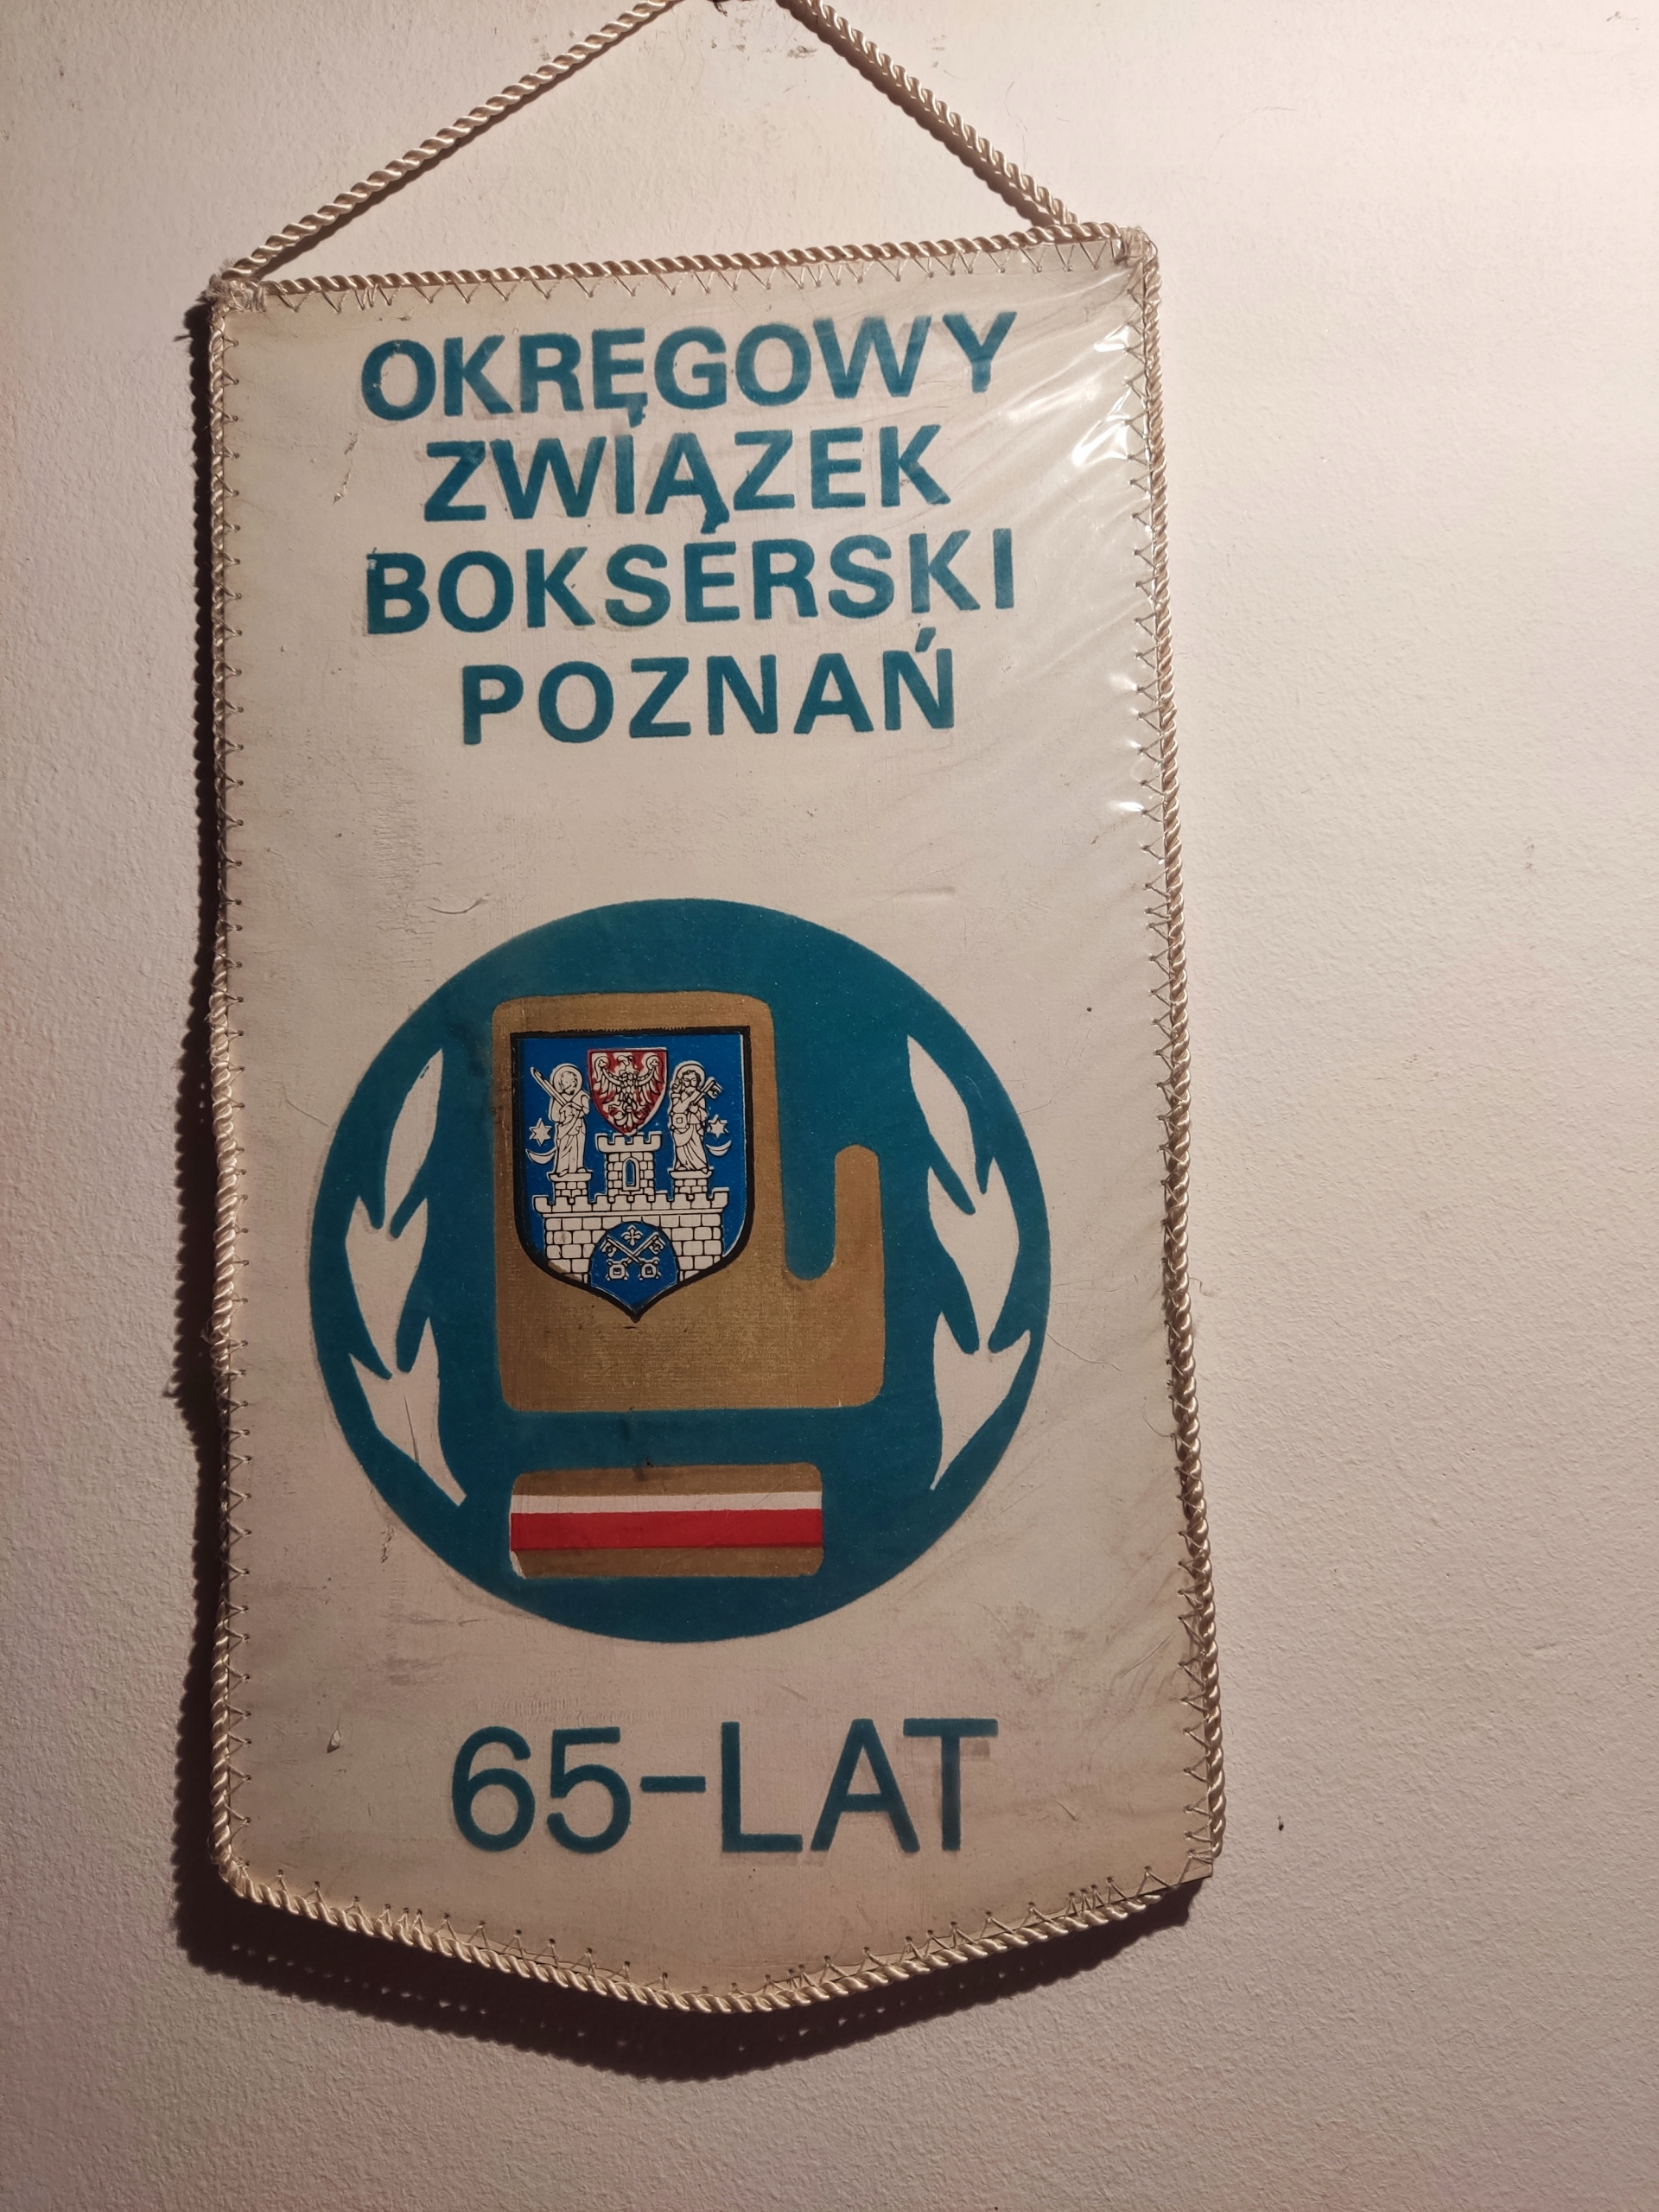 OKRĘGOWY
ZWIĄZEK
BOKSERSKI
POZNAŃ
65-LAT